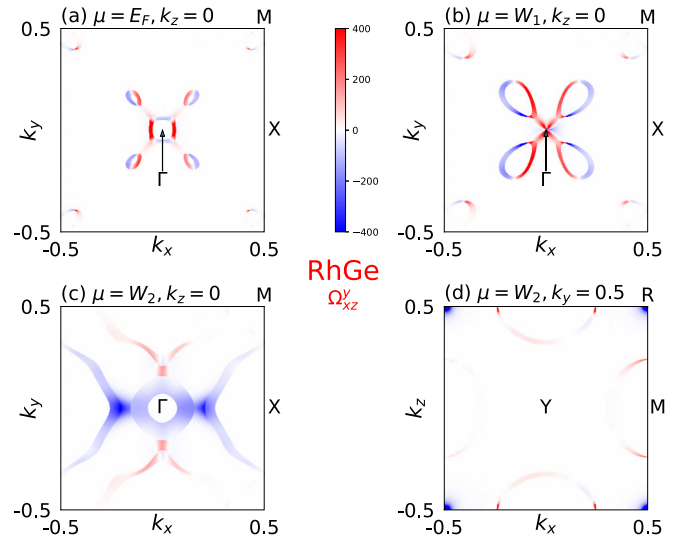 (a) μ = E_F, k_z = 0 M
0.5
k_y
X
Γ
-0.5
-0.5 k_x 0.5
400
200
0
−200
−400
(b) μ = W_1, k_z = 0 M
0.5
k_y
X
Γ
-0.5
-0.5 k_x 0.5
RhGe
Ω^y_xz
(c) μ = W_2, k_z = 0 M
0.5
k_y
Γ
X
-0.5
-0.5 k_x 0.5
(d) μ = W_2, k_y = 0.5 R
0.5
k_z
Y
M
-0.5
-0.5 k_x 0.5